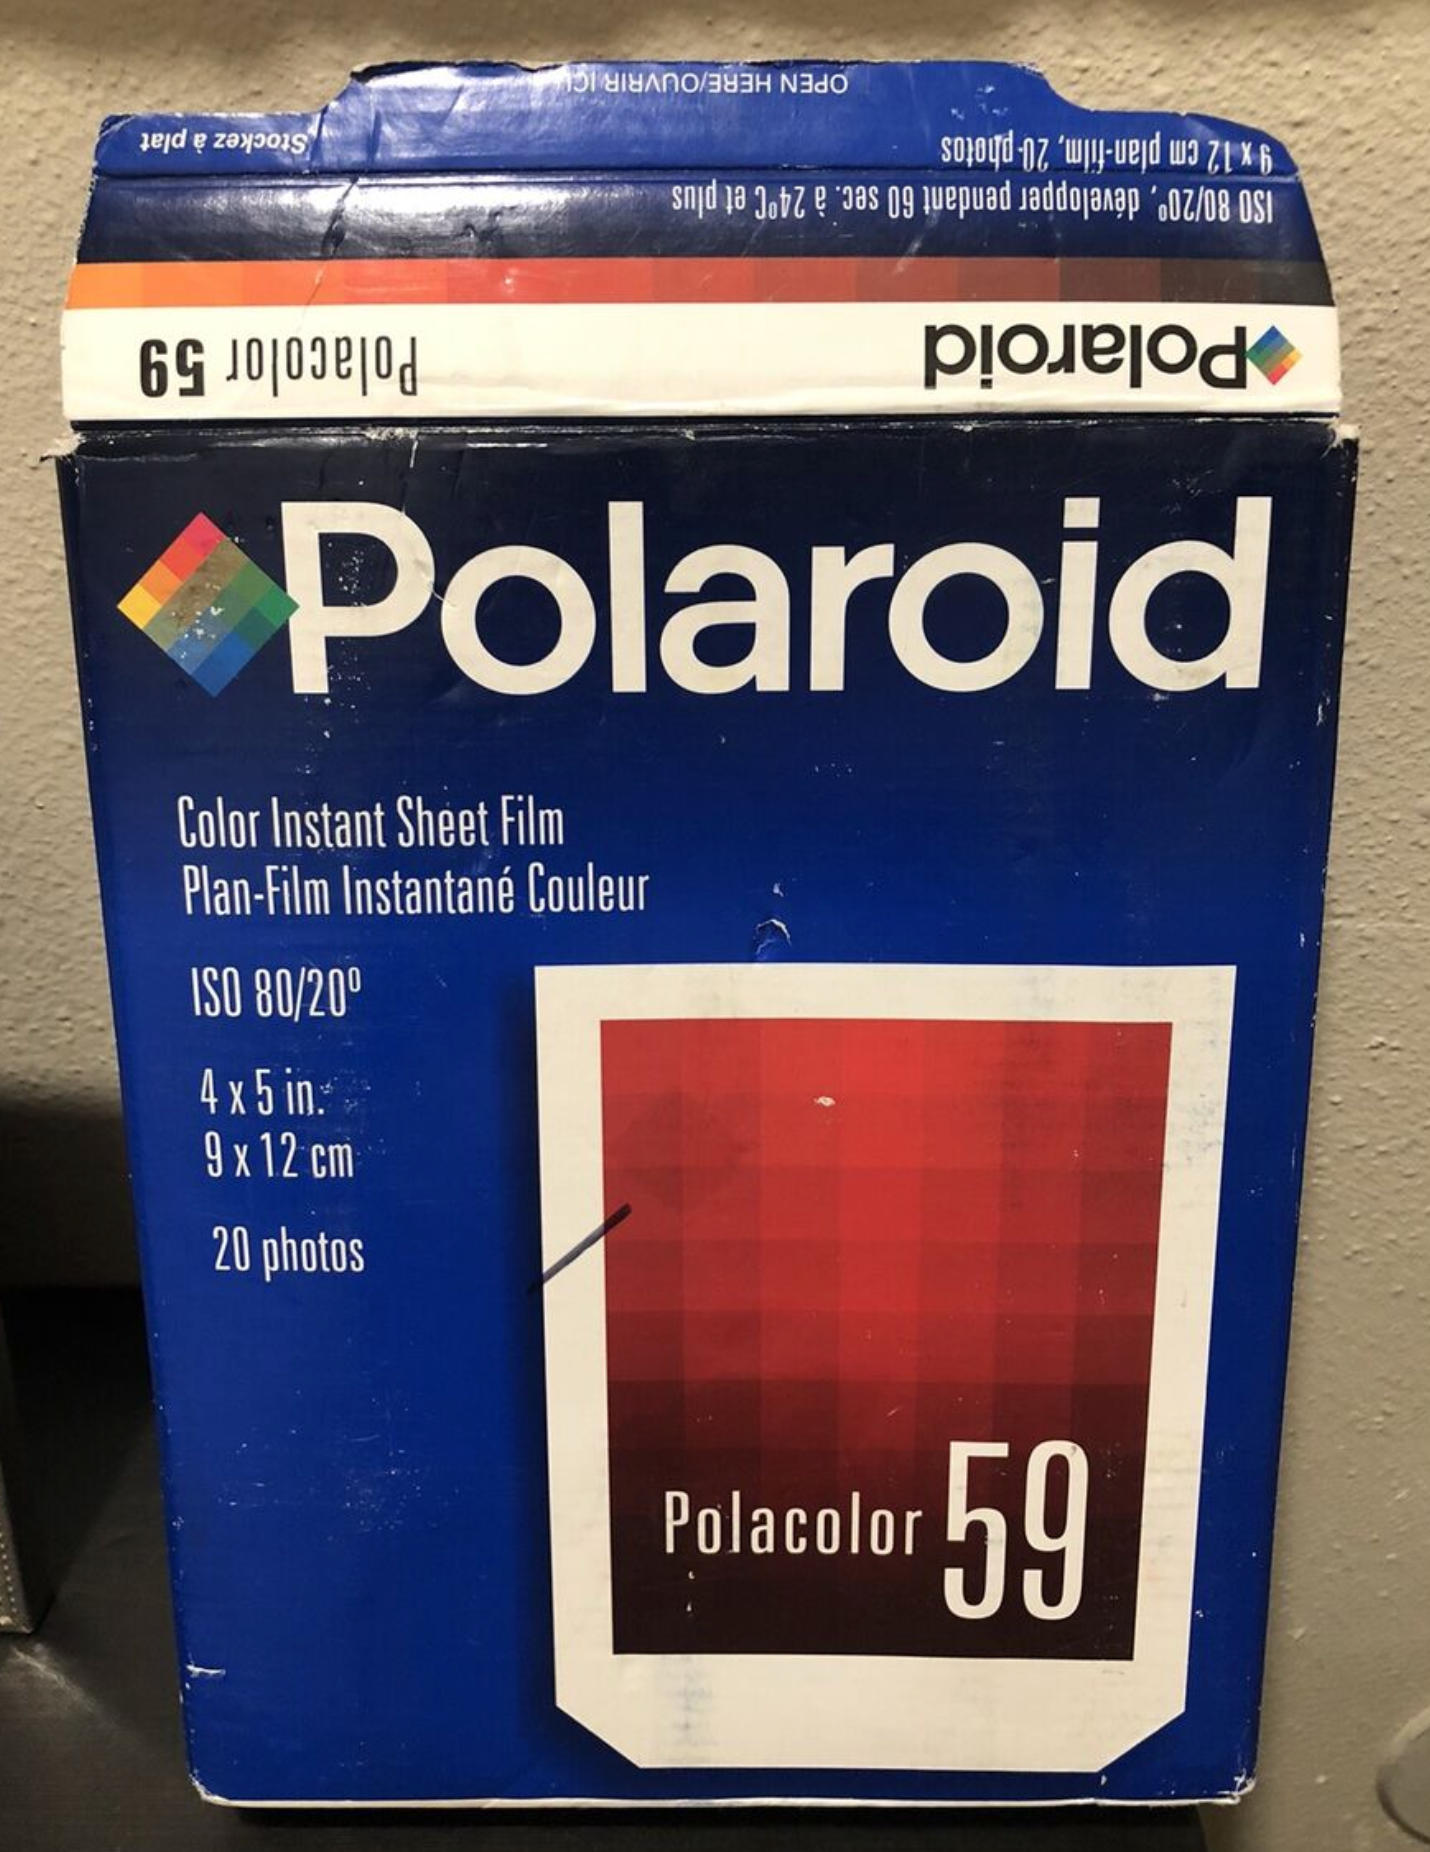 OPEN HERE/OUVRIR ICI
Stockez à plat
9 x 12 cm plan-film, 20 photos
ISO 80/20°, développer pendant 60 sec. à 24°C et plus
Polacolor 59
Polaroid
Polaroid
Color Instant Sheet Film
Plan-Film Instantané Couleur
ISO 80/20°
4 x 5 in.
9 x 12 cm
20 photos
Polacolor 59